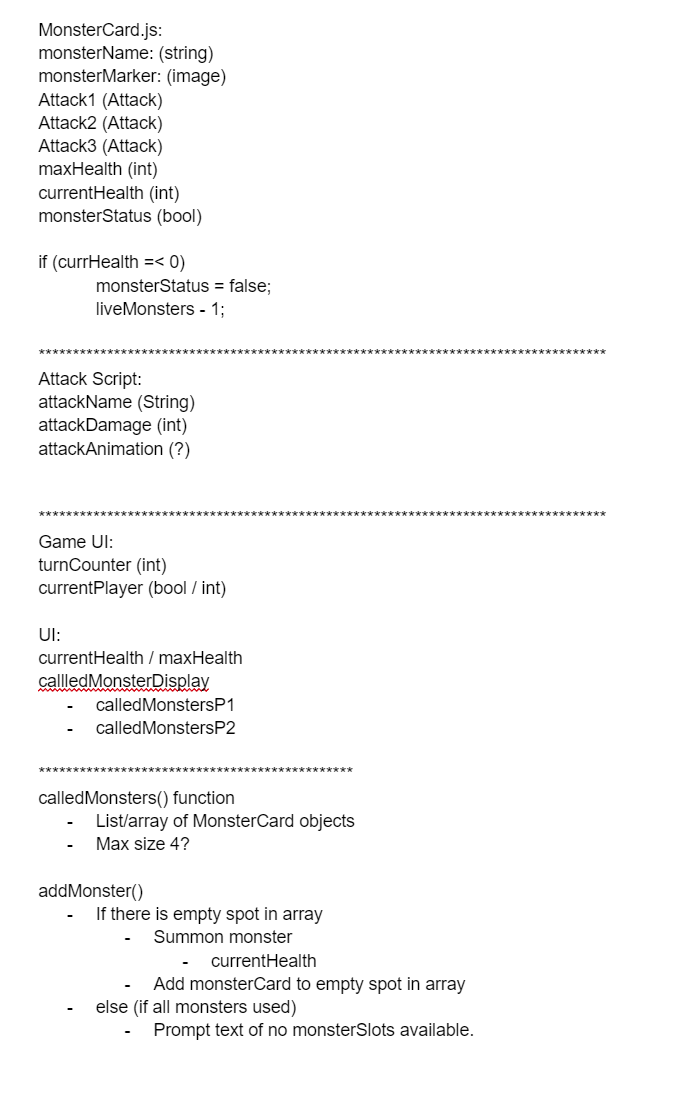 MonsterCard.js:
monsterName: (string)
monsterMarker: (image)
Attack1 (Attack)
Attack2 (Attack)
Attack3 (Attack)
maxHealth (int)
currentHealth (int)
monsterStatus (bool)
if (currHealth =< 0)
monsterStatus = false;
liveMonsters - 1;
***********************************************************************************
Attack Script:
attackName (String)
attackDamage (int)
attackAnimation (?)
***********************************************************************************
Game UI:
turnCounter (int)
currentPlayer (bool / int)
UI:
currentHealth / maxHealth
callledMonsterDisplay
- calledMonstersP1
- calledMonstersP2
**********************************************
calledMonsters() function
- List/array of MonsterCard objects
- Max size 4?
addMonster()
- If there is empty spot in array
- Summon monster
- currentHealth
- Add monsterCard to empty spot in array
- else (if all monsters used)
- Prompt text of no monsterSlots available.